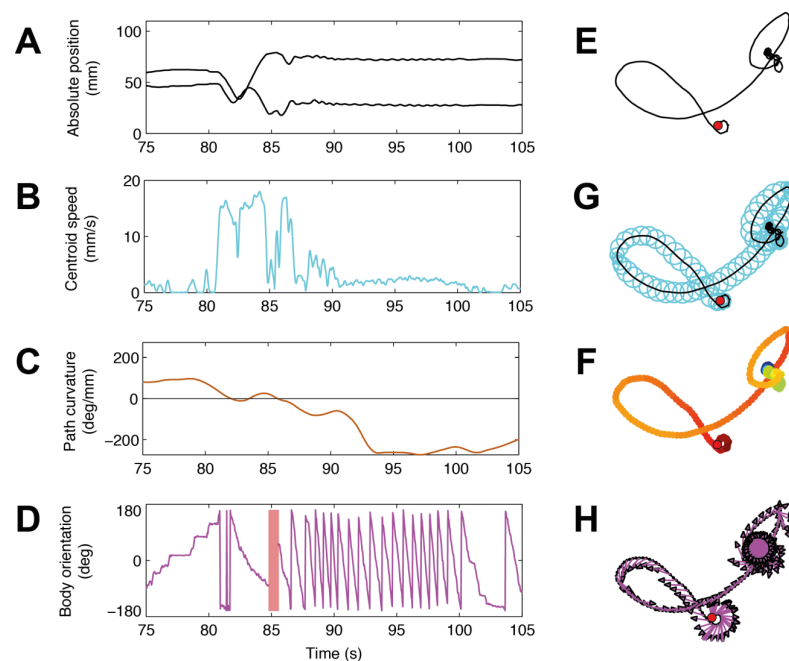 A
Absolute position
(mm)
100
50
0
75 80 85 90 95 100 105
E
B
Centroid speed
(mm/s)
20
10
0
75 80 85 90 95 100 105
G
C
Path curvature
(deg/mm)
200
0
−200
75 80 85 90 95 100 105
F
D
Body orientation
(deg)
180
0
−180
75 80 85 90 95 100 105
Time (s)
H